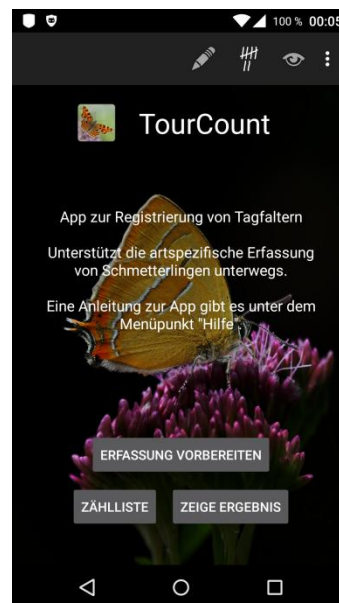 100 % 00:05
TourCount
App zur Registrierung von Tagfaltern
Unterstützt die artspezifische Erfassung
von Schmetterlingen unterwegs.
Eine Anleitung zur App gibt es unter dem
Menüpunkt "Hilfe".
ERFASSUNG VORBEREITEN
ZÄHLLISTE ZEIGE ERGEBNIS